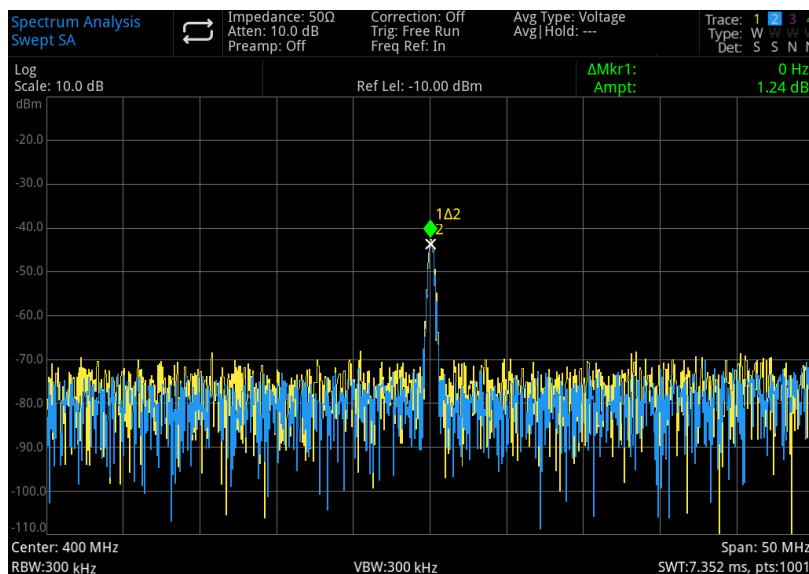 Spectrum Analysis
Swept SA
Impedance: 50Ω
Atten: 10.0 dB
Preamp: Off
Correction: Off
Trig: Free Run
Freq Ref: In
Avg Type: Voltage
Avg|Hold: ---
Trace: 1 2 3
Type: W W W W
Det: S S N N
Log
Scale: 10.0 dB
Ref Lel: -10.00 dBm
ΔMkr1: 0 Hz
Ampt: 1.24 dB
dBm
-20.0
-30.0
-40.0
-50.0
-60.0
-70.0
-80.0
-90.0
-100.0
-110.0
1Δ2
2
Center: 400 MHz
Span: 50 MHz
RBW:300 kHz
VBW:300 kHz
SWT:7.352 ms, pts:1001